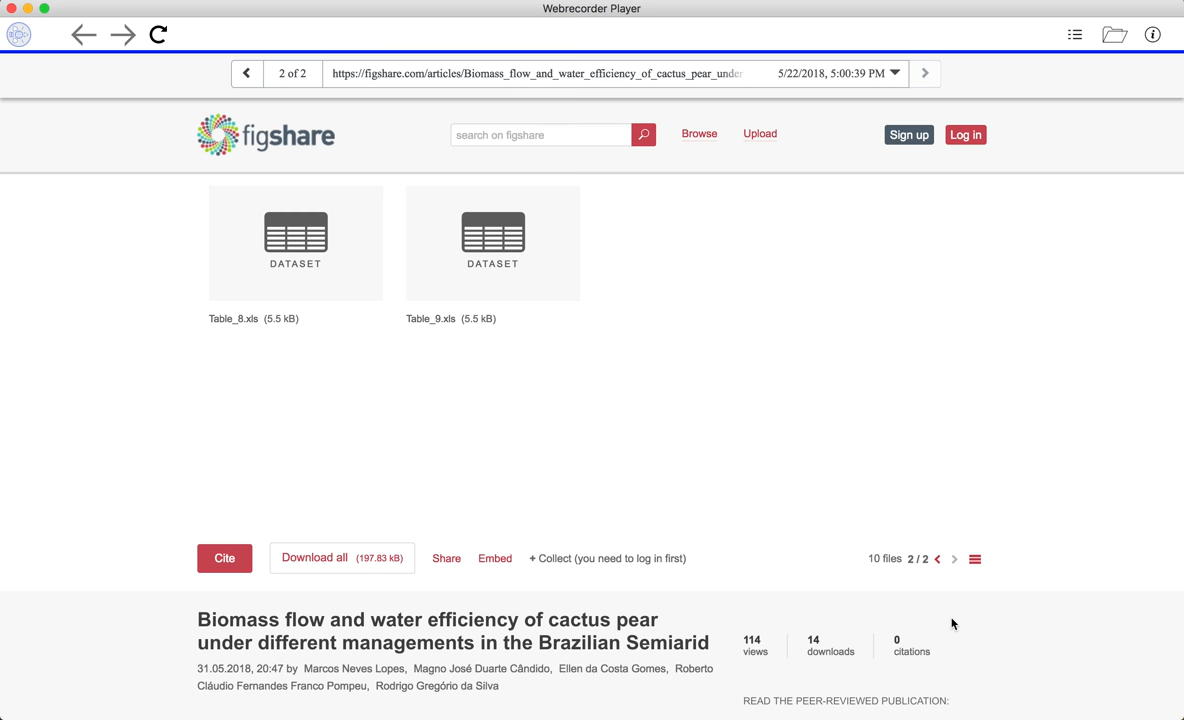 Webrecorder Player
2 of 2
https://figshare.com/articles/Biomass_flow_and_water_efficiency_of_cactus_pear_under
5/22/2018, 5:00:39 PM
figshare
search on figshare
Browse
Upload
Sign up
Log in
DATASET
DATASET
Table_8.xls (5.5 kB)
Table_9.xls (5.5 kB)
Cite
Download all (197.83 kB)
Share
Embed
+ Collect (you need to log in first)
10 files 2 / 2
Biomass flow and water efficiency of cactus pear
under different managements in the Brazilian Semiarid
31.05.2018, 20:47 by Marcos Neves Lopes, Magno José Duarte Cândido, Ellen da Costa Gomes, Roberto
Cláudio Fernandes Franco Pompeu, Rodrigo Gregório da Silva
114
views
14
downloads
0
citations
READ THE PEER-REVIEWED PUBLICATION: